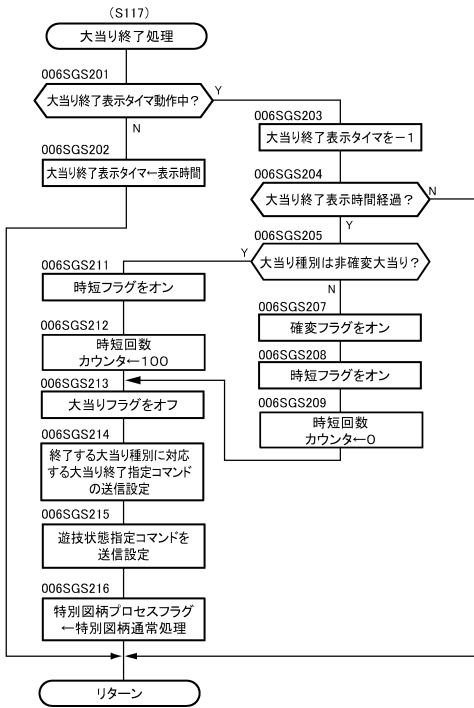 (S117)
大当り終了処理
006SGS201
大当り終了表示タイマ動作中?
Y
N
006SGS202
大当り終了表示タイマ←表示時間
006SGS203
大当り終了表示タイマを−1
006SGS204
大当り終了表示時間経過?
N
Y
006SGS205
大当り種別は非確変大当り?
Y
N
006SGS207
確変フラグをオン
006SGS208
時短フラグをオン
006SGS209
時短回数
カウンタ←0
006SGS211
時短フラグをオン
006SGS212
時短回数
カウンタ←100
006SGS213
大当りフラグをオフ
006SGS214
終了する大当り種別に対応
する大当り終了指定コマンド
の送信設定
006SGS215
遊技状態指定コマンドを
送信設定
006SGS216
特別図柄プロセスフラグ
←特別図柄通常処理
リターン